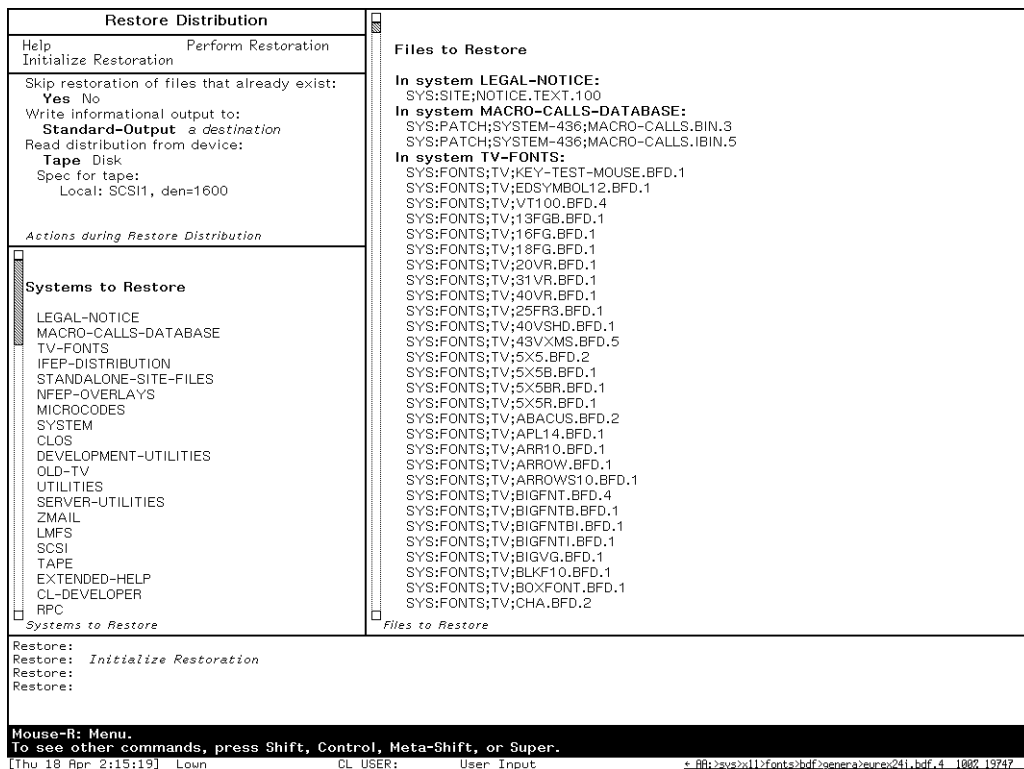 Restore Distribution
Help Perform Restoration
Initialize Restoration
Skip restoration of files that already exist:
Yes No
Write informational output to:
Standard-Output a destination
Read distribution from device:
Tape Disk
Spec for tape:
Local: SCSI1, den=1600
Actions during Restore Distribution
Systems to Restore
LEGAL-NOTICE
MACRO-CALLS-DATABASE
TV-FONTS
IFEP-DISTRIBUTION
STANDALONE-SITE-FILES
NFEP-OVERLAYS
MICROCODES
SYSTEM
CLOS
DEVELOPMENT-UTILITIES
OLD-TV
UTILITIES
SERVER-UTILITIES
ZMAIL
LMFS
SCSI
TAPE
EXTENDED-HELP
CL-DEVELOPER
RPC
Systems to Restore
Files to Restore
In system LEGAL-NOTICE:
SYS:SITE;NOTICE.TEXT.100
In system MACRO-CALLS-DATABASE:
SYS:PATCH;SYSTEM-436;MACRO-CALLS.BIN.3
SYS:PATCH;SYSTEM-436;MACRO-CALLS.IBIN.5
In system TV-FONTS:
SYS:FONTS;TV;KEY-TEST-MOUSE.BFD.1
SYS:FONTS;TV;EDSYMBOL12.BFD.1
SYS:FONTS;TV;VT100.BFD.4
SYS:FONTS;TV;13FGB.BFD.1
SYS:FONTS;TV;16FG.BFD.1
SYS:FONTS;TV;18FG.BFD.1
SYS:FONTS;TV;20VR.BFD.1
SYS:FONTS;TV;31VR.BFD.1
SYS:FONTS;TV;40VR.BFD.1
SYS:FONTS;TV;25FR3.BFD.1
SYS:FONTS;TV;40VSHD.BFD.1
SYS:FONTS;TV;43VXMS.BFD.5
SYS:FONTS;TV;5X5.BFD.2
SYS:FONTS;TV;5X5B.BFD.1
SYS:FONTS;TV;5X5BR.BFD.1
SYS:FONTS;TV;5X5R.BFD.1
SYS:FONTS;TV;ABACUS.BFD.2
SYS:FONTS;TV;APL14.BFD.1
SYS:FONTS;TV;ARR10.BFD.1
SYS:FONTS;TV;ARROW.BFD.1
SYS:FONTS;TV;ARROWS10.BFD.1
SYS:FONTS;TV;BIGFNT.BFD.4
SYS:FONTS;TV;BIGFNTB.BFD.1
SYS:FONTS;TV;BIGFNTBI.BFD.1
SYS:FONTS;TV;BIGFNTI.BFD.1
SYS:FONTS;TV;BIGVG.BFD.1
SYS:FONTS;TV;BLKF10.BFD.1
SYS:FONTS;TV;BOXFONT.BFD.1
SYS:FONTS;TV;CHA.BFD.2
Files to Restore
Restore:
Restore: Initialize Restoration
Restore:
Restore:
Mouse-R: Menu.
To see other commands, press Shift, Control, Meta-Shift, or Super.
[Thu 18 Apr 2:15:19] Lown CL USER: User Input ← AA:>sys>x11>fonts>bdf>genera>eurex24i.bdf.4 100% 19747